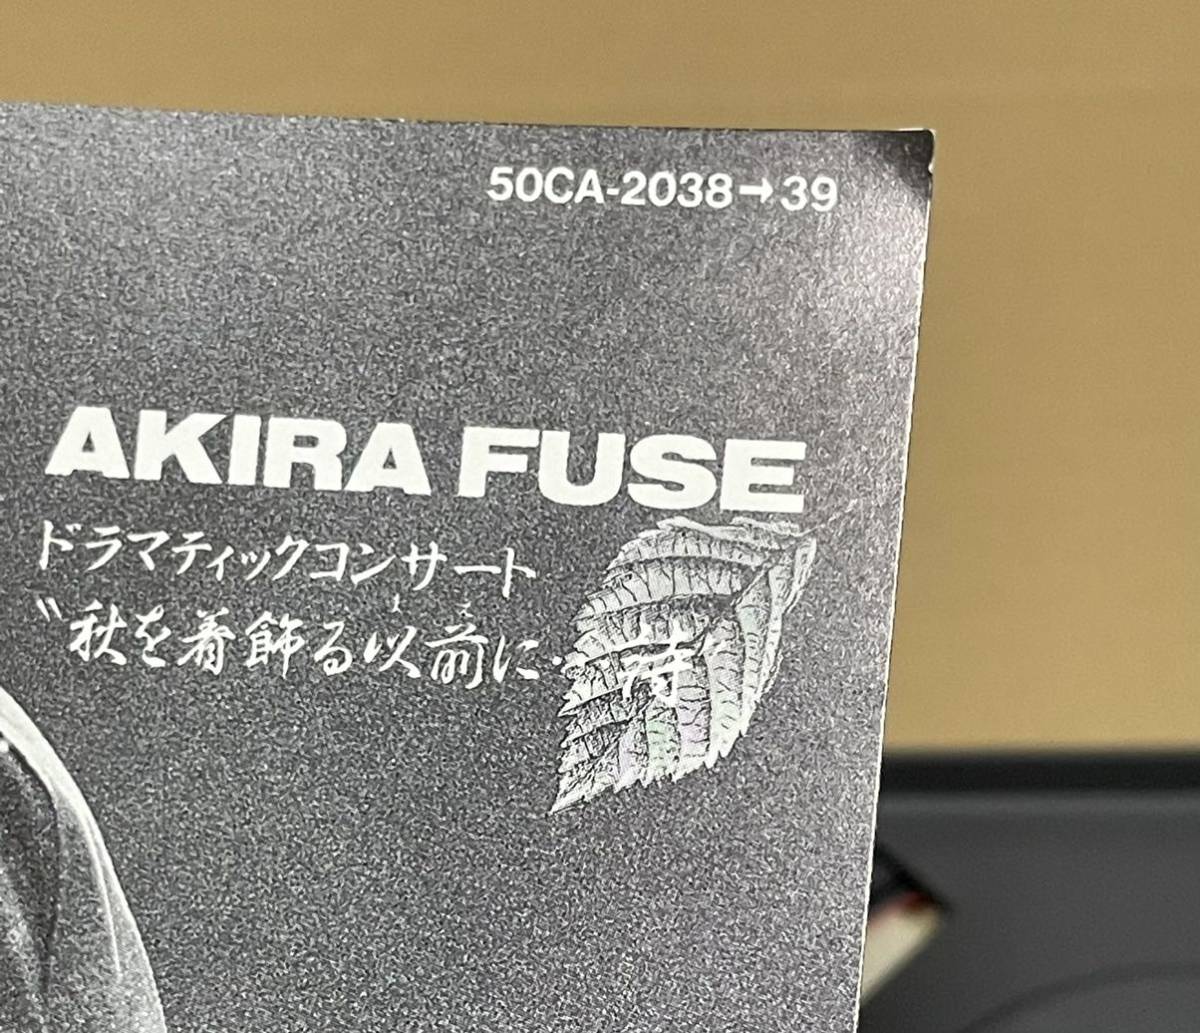 50CA-2038→39
AKIRA FUSE
ドラマティックコンサート
〝秋を着飾る以前に…詩〟